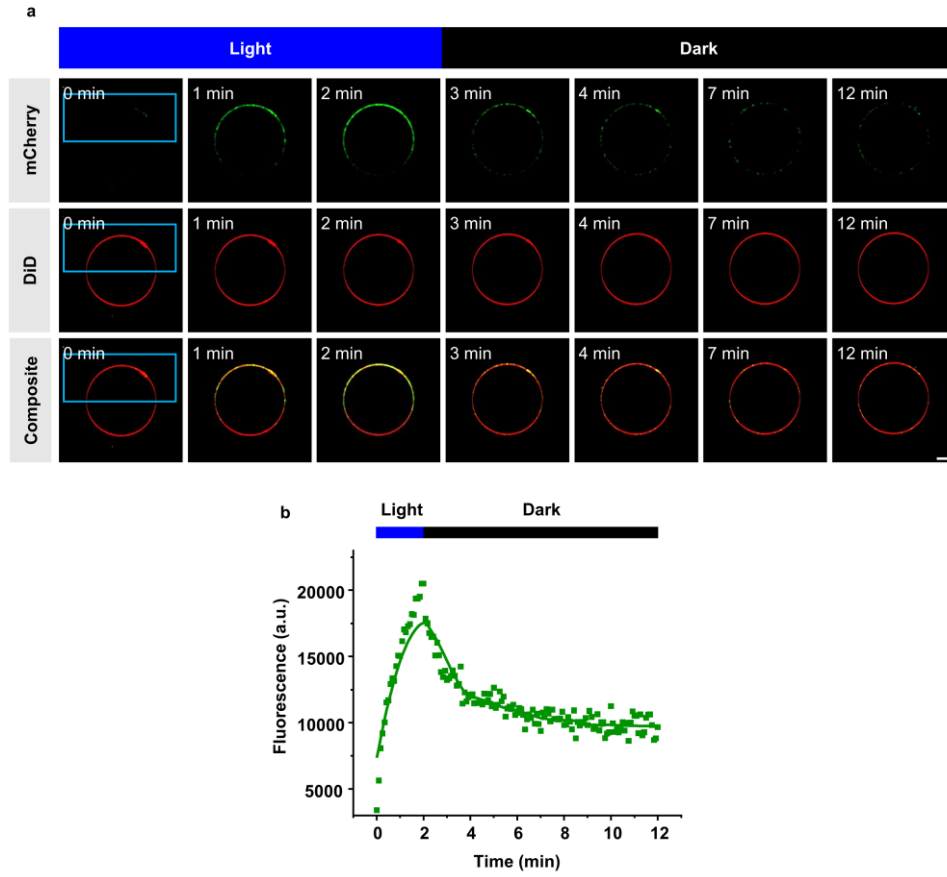 a
Light Dark
mCherry
0 min 1 min 2 min 3 min 4 min 7 min 12 min
DiD
0 min 1 min 2 min 3 min 4 min 7 min 12 min
Composite
0 min 1 min 2 min 3 min 4 min 7 min 12 min
b
Light Dark
Fluorescence (a.u.)
20000
15000
10000
5000
0 2 4 6 8 10 12
Time (min)